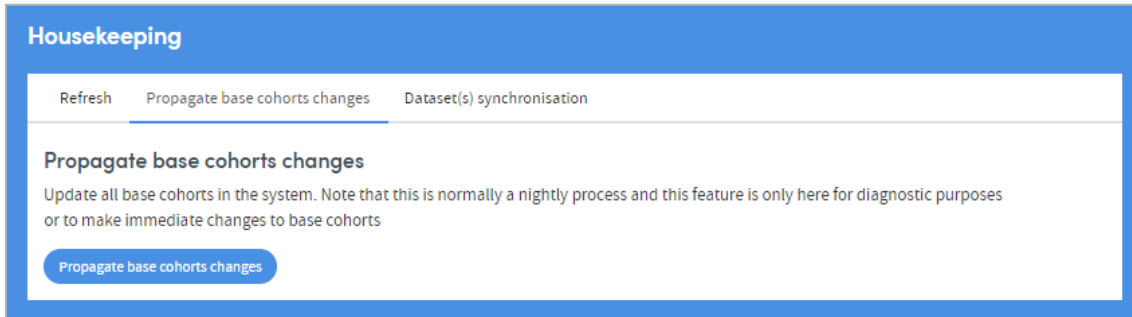 Housekeeping
Refresh
Propagate base cohorts changes
Dataset(s) synchronisation
Propagate base cohorts changes
Update all base cohorts in the system. Note that this is normally a nightly process and this feature is only here for diagnostic purposes
or to make immediate changes to base cohorts
Propagate base cohorts changes